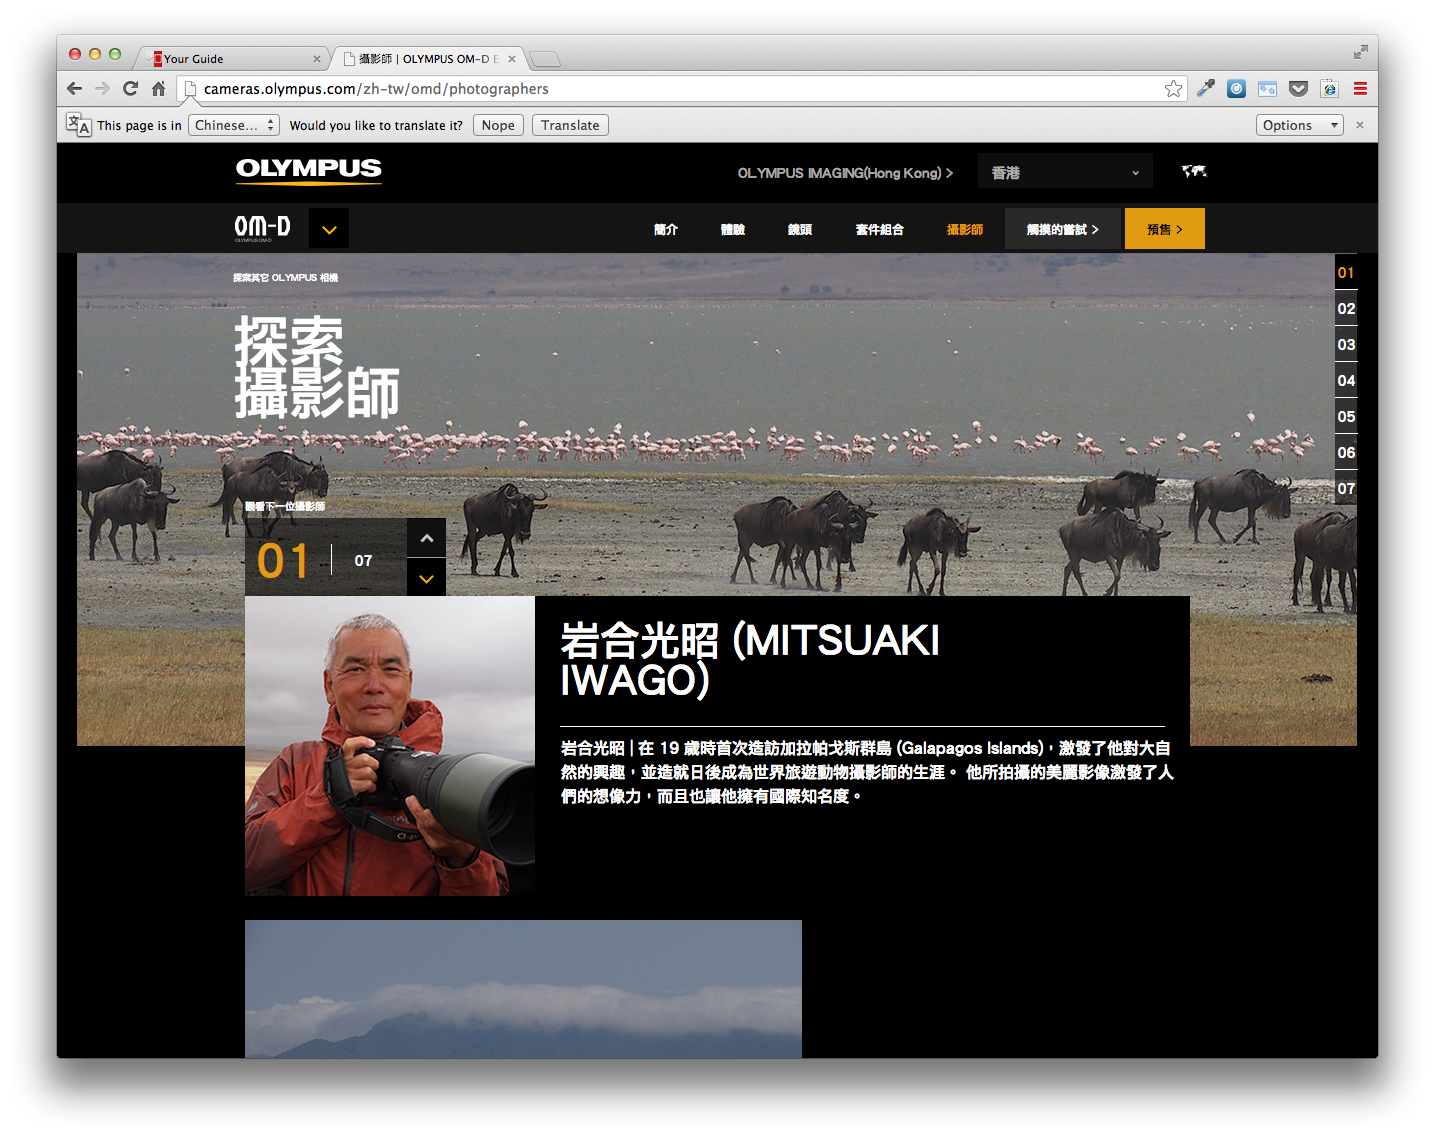 Your Guide
攝影師 | OLYMPUS OM-D E
cameras.olympus.com/zh-tw/omd/photographers
This page is in
Chinese...
Would you like to translate it?
Nope
Translate
Options
OLYMPUS
OLYMPUS IMAGING(Hong Kong) >
香港
OM-D
OLYMPUS OM-D
簡介
體驗
鏡頭
套件組合
攝影師
觸摸的嘗試 >
預售 >
探索其它 OLYMPUS 相機
探索
攝影師
01
02
03
04
05
06
07
觀看下一位攝影師
01
07
岩合光昭 (MITSUAKI
IWAGO)
岩合光昭 | 在 19 歲時首次造訪加拉帕戈斯群島 (Galapagos Islands)，激發了他對大自
然的興趣，並造就日後成為世界旅遊動物攝影師的生涯。 他所拍攝的美麗影像激發了人
們的想像力，而且也讓他擁有國際知名度。